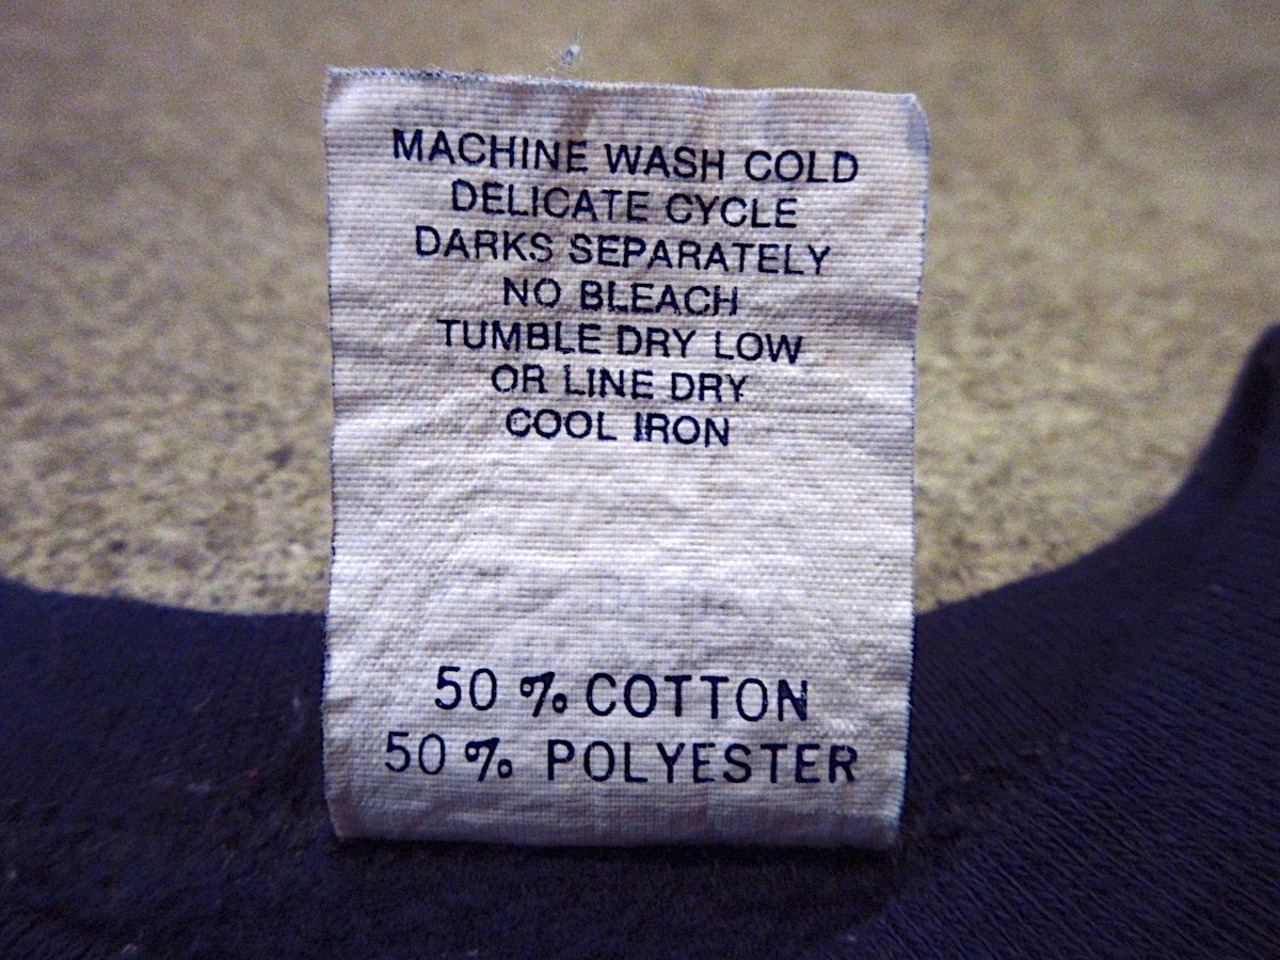 MACHINE WASH COLD
DELICATE CYCLE
DARKS SEPARATELY
NO BLEACH
TUMBLE DRY LOW
OR LINE DRY
COOL IRON
50 % COTTON
50 % POLYESTER